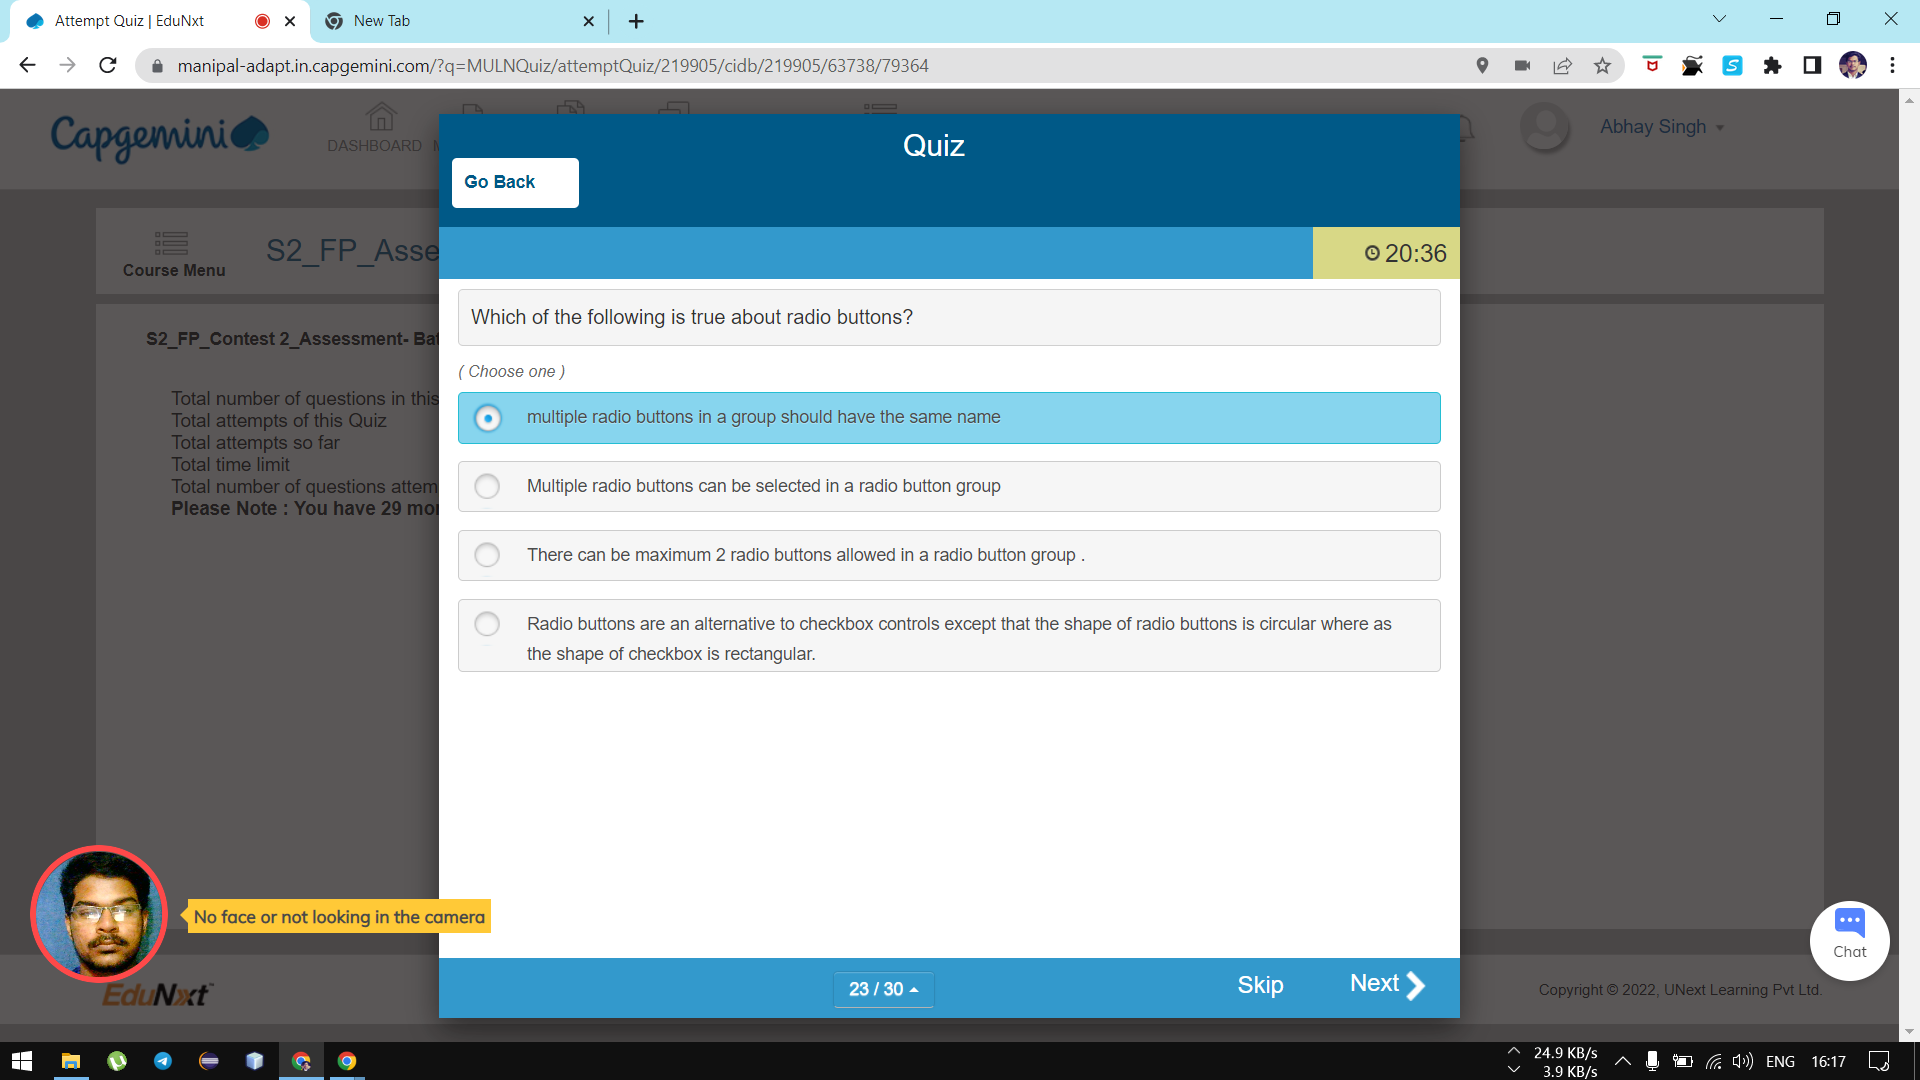 Attempt Quiz | EduNxt
New Tab
manipal-adapt.in.capgemini.com/?q=MULNQuiz/attemptQuiz/219905/cidb/219905/63738/79364
Capgemini
DASHBOARD
Abhay Singh
Quiz
Go Back
Course Menu
S2_FP_Asse
20:36
Which of the following is true about radio buttons?
S2_FP_Contest 2_Assessment- Bat
( Choose one )
Total number of questions in this
Total attempts of this Quiz
Total attempts so far
Total time limit
Total number of questions attem
Please Note : You have 29 mor
multiple radio buttons in a group should have the same name
Multiple radio buttons can be selected in a radio button group
There can be maximum 2 radio buttons allowed in a radio button group .
Radio buttons are an alternative to checkbox controls except that the shape of radio buttons is circular where as
the shape of checkbox is rectangular.
No face or not looking in the camera
Chat
EduNxt
23 / 30
Skip
Next
Copyright © 2022, UNext Learning Pvt Ltd.
24.9 KB/s
3.9 KB/s
ENG
16:17